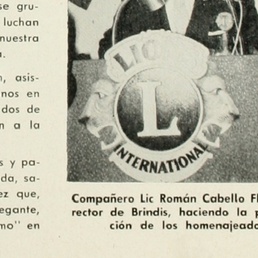 se gru-
luchan
nuestra
n, asis-
nos en
dos de
n a la
s y pa-
da, sa-
ez que,
egante,
mo" en
LIONS
L
INTERNATIONAL
Compañero Lic Román Cabello Fl
rector de Brindis, haciendo la p
ción de los homenajeado